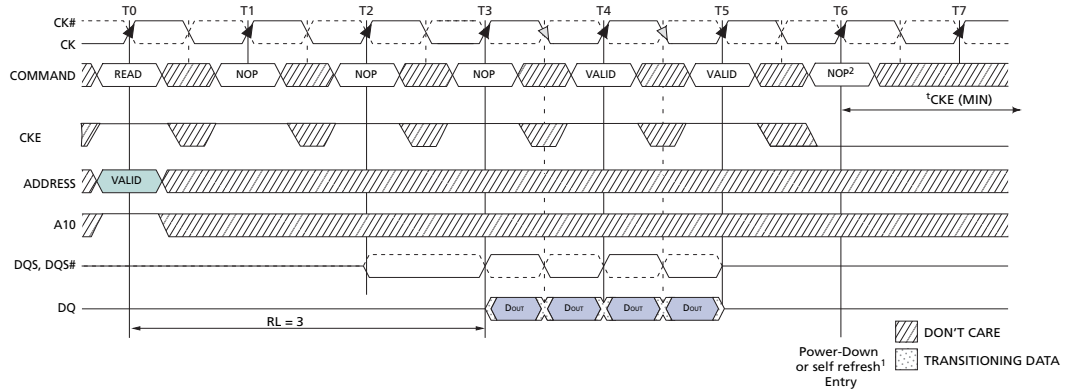 T0 T1 T2 T3 T4 T5 T6 T7
CK#
CK
COMMAND READ NOP NOP NOP VALID VALID NOP²
ᵗCKE (MIN)
CKE
ADDRESS VALID
A10
DQS, DQS#
DQ DOUT DOUT DOUT DOUT
RL = 3
Power-Down
or self refresh¹
Entry
DON'T CARE
TRANSITIONING DATA